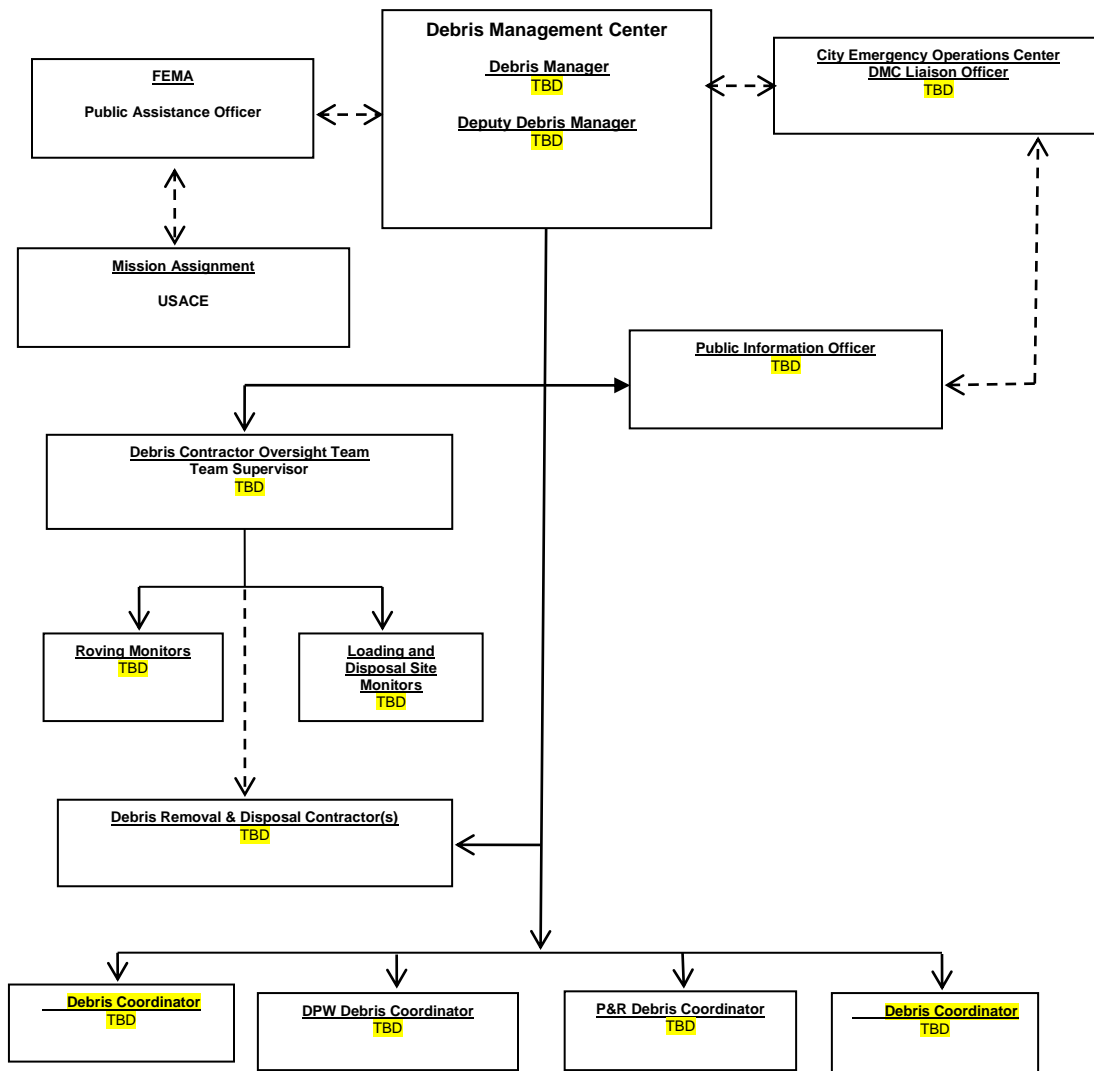 Debris Management Center
Debris Manager
TBD
Deputy Debris Manager
TBD
FEMA
Public Assistance Officer
City Emergency Operations Center
DMC Liaison Officer
TBD
Mission Assignment
USACE
Public Information Officer
TBD
Debris Contractor Oversight Team
Team Supervisor
TBD
Roving Monitors
TBD
Loading and
Disposal Site
Monitors
TBD
Debris Removal & Disposal Contractor(s)
TBD
Debris Coordinator
TBD
DPW Debris Coordinator
TBD
P&R Debris Coordinator
TBD
Debris Coordinator
TBD